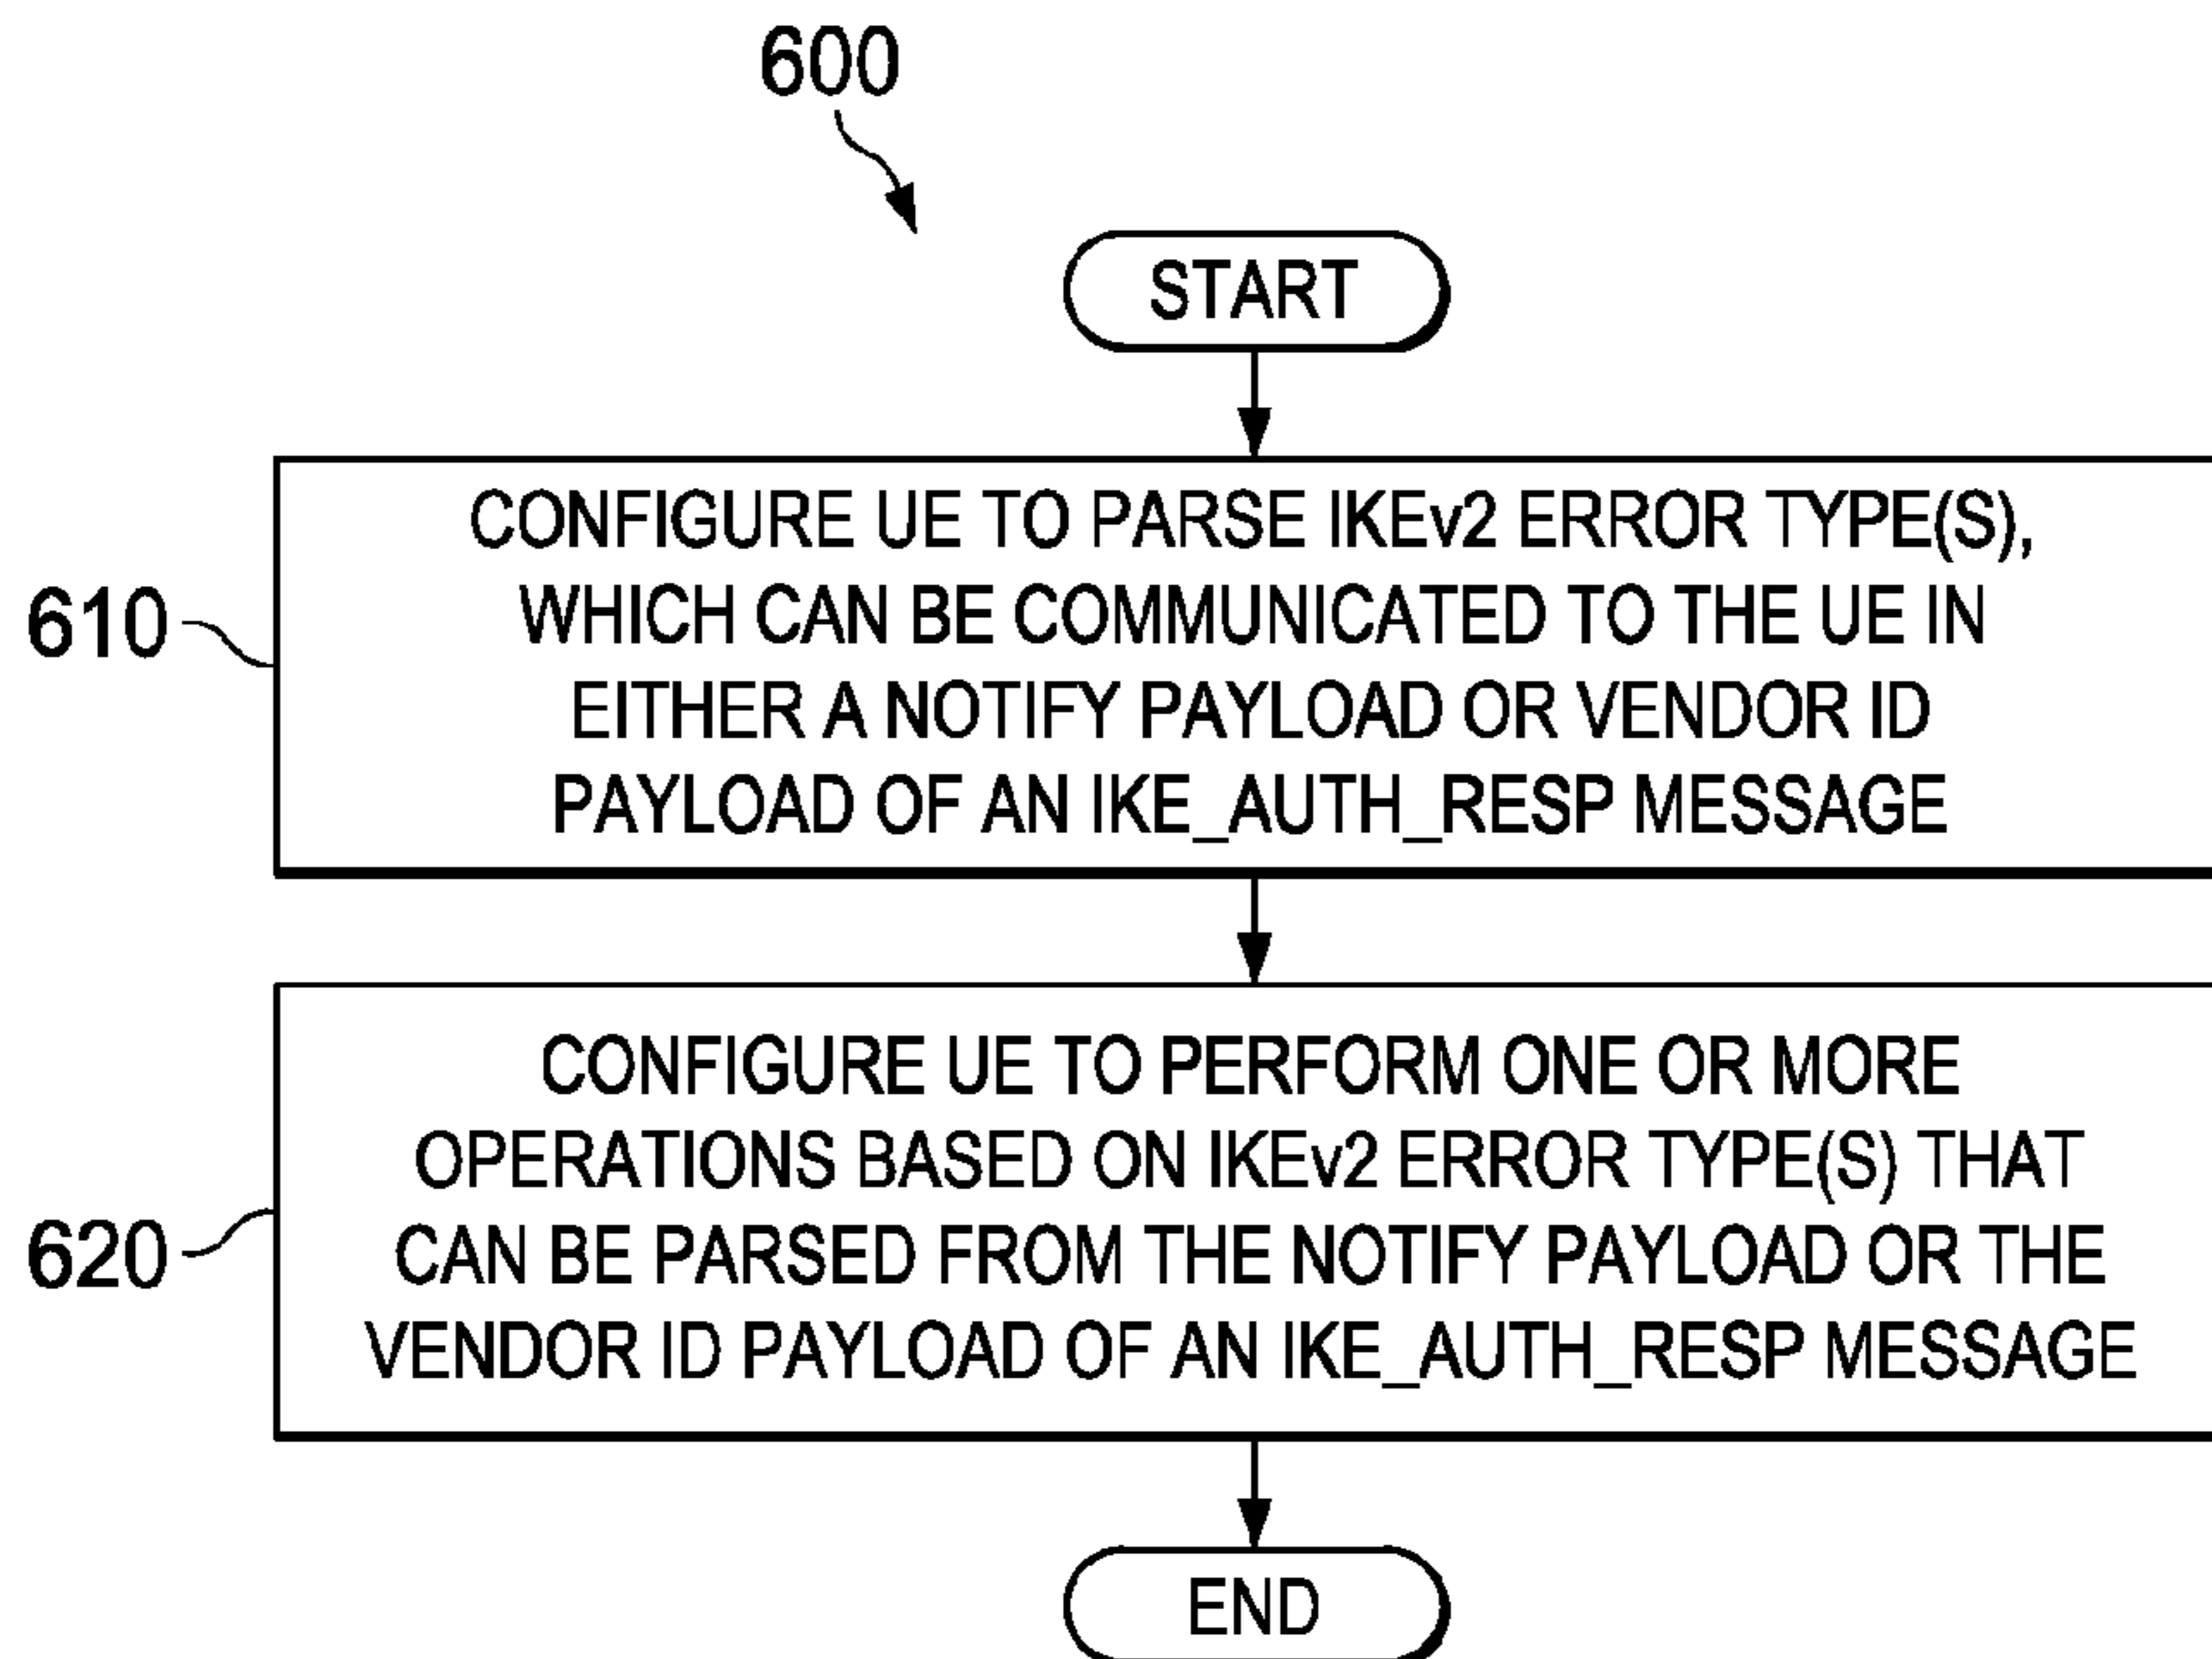 600
START
CONFIGURE UE TO PARSE IKEv2 ERROR TYPE(S),
WHICH CAN BE COMMUNICATED TO THE UE IN
EITHER A NOTIFY PAYLOAD OR VENDOR ID
PAYLOAD OF AN IKE_AUTH_RESP MESSAGE
610
CONFIGURE UE TO PERFORM ONE OR MORE
OPERATIONS BASED ON IKEv2 ERROR TYPE(S) THAT
CAN BE PARSED FROM THE NOTIFY PAYLOAD OR THE
VENDOR ID PAYLOAD OF AN IKE_AUTH_RESP MESSAGE
620
END